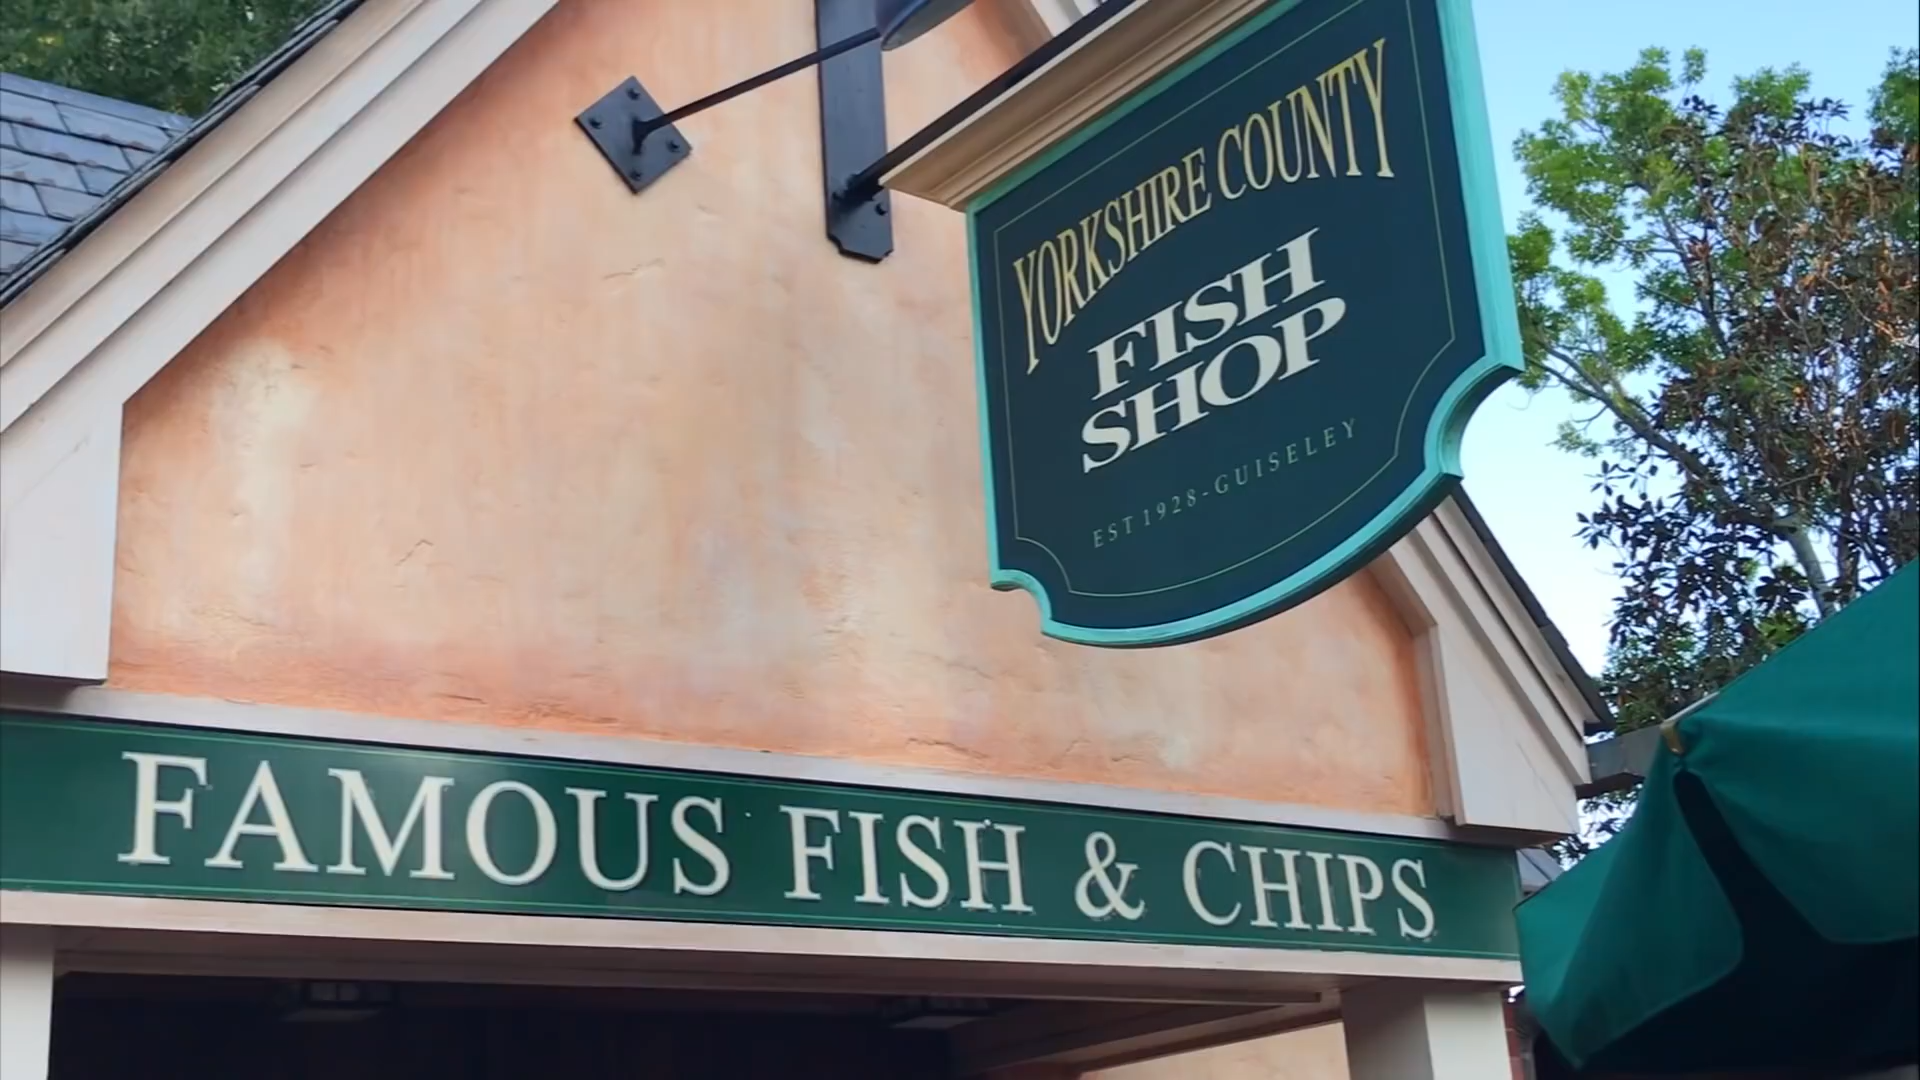 YORKSHIRE COUNTY
FISH
SHOP
EST 1928-GUISELEY
FAMOUS FISH & CHIPS